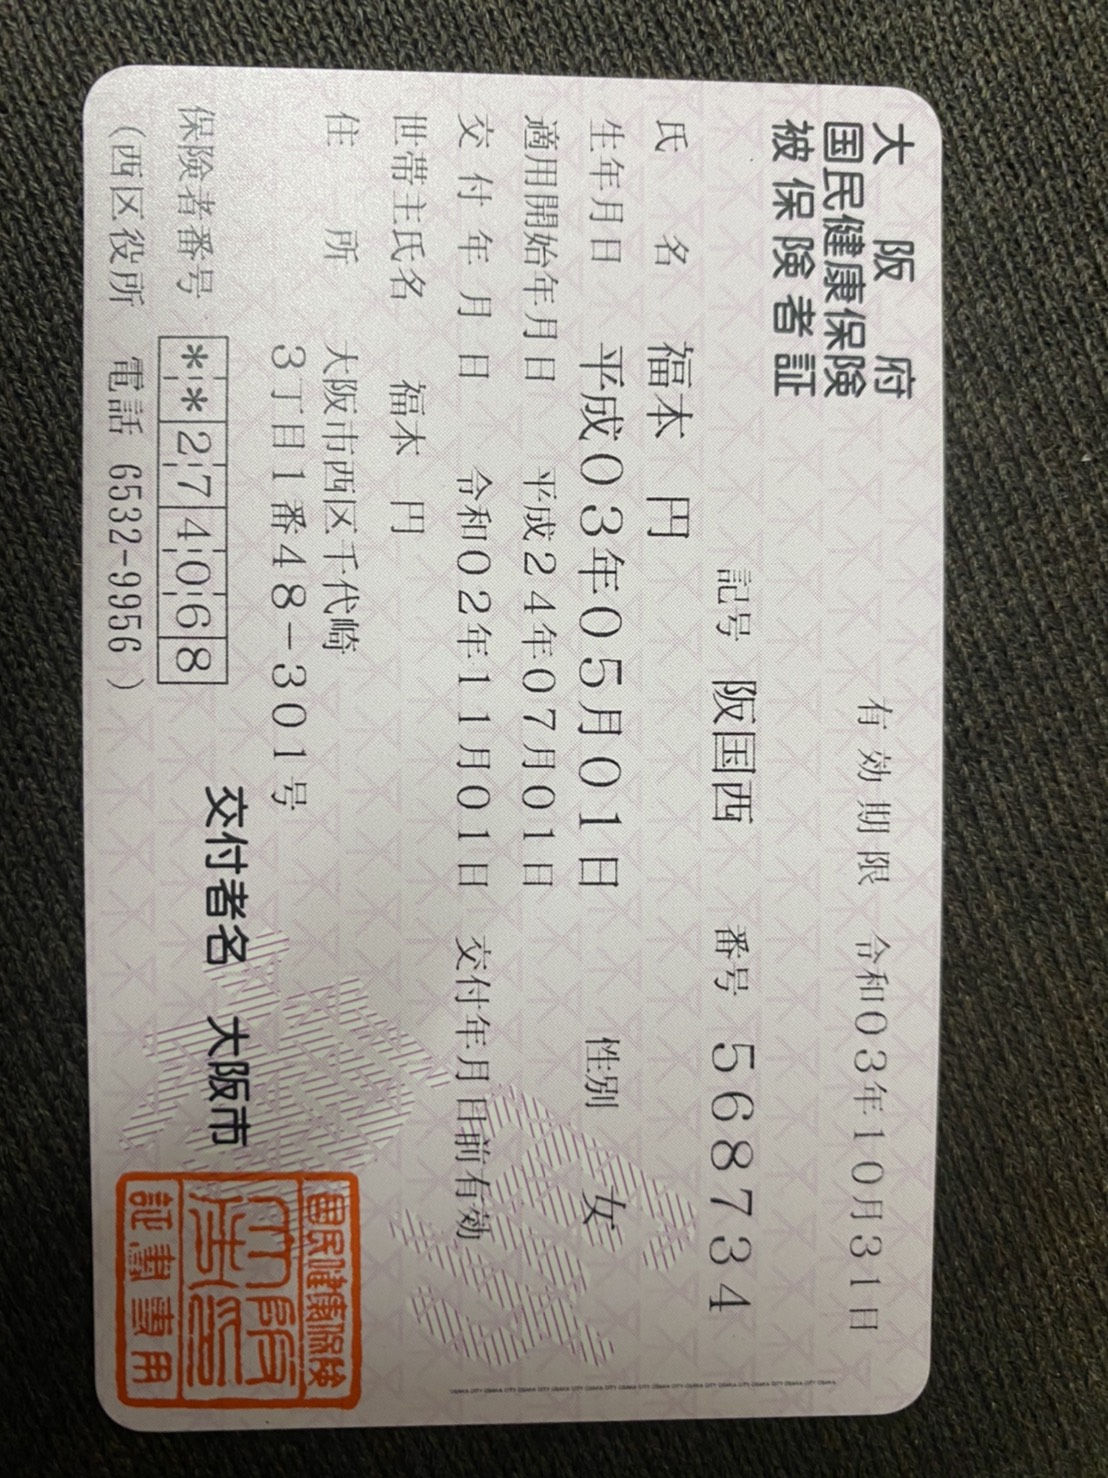 大阪府
国民健康保険
被保険者証
有効期限 令和03年10月31日
記号 阪国西 番号 568734
氏名 福本 円
生年月日 平成03年05月01日 性別 女
適用開始年月日 平成24年07月01日
交付年月日 令和02年11月01日 交付年月日前有効
世帯主氏名 福本 円
住所 大阪市西区千代崎
3丁目1番48-301号
保険者番号 **274068
交付者名 大阪市
(西区役所 電話 6532-9956)
国民健康保険
証書専用